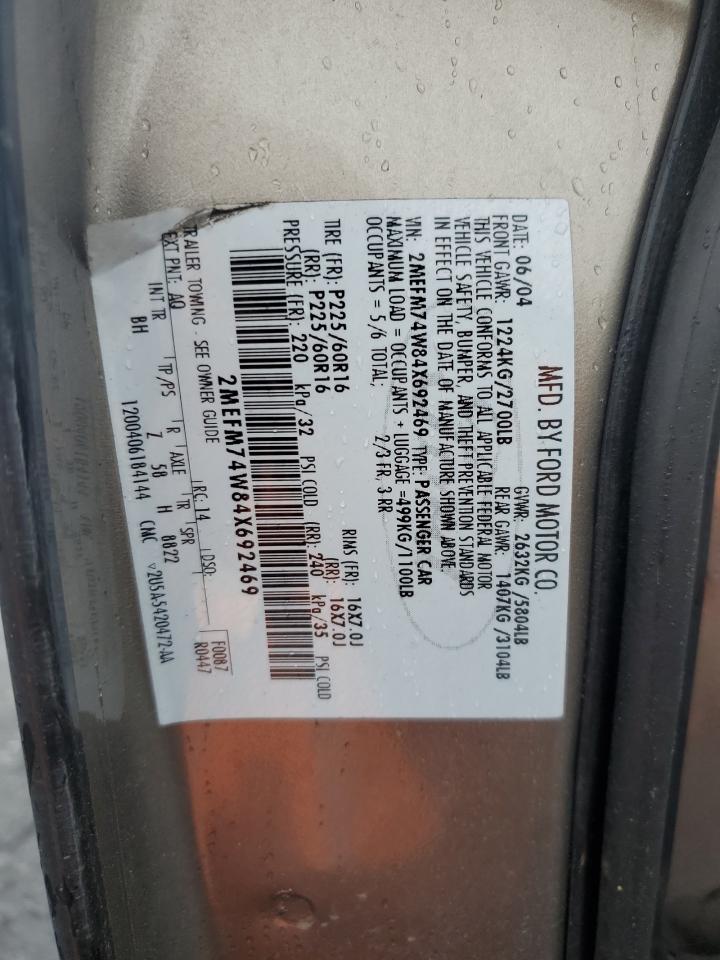 MFD. BY FORD MOTOR CO.
DATE: 06/04 GVWR: 2632KG /5804LB
FRONT GAWR: 1224KG/2700LB REAR GAWR: 1407KG /3104LB
THIS VEHICLE CONFORMS TO ALL APPLICABLE FEDERAL MOTOR
VEHICLE SAFETY, BUMPER, AND THEFT PREVENTION STANDARDS
IN EFFECT ON THE DATE OF MANUFACTURE SHOWN ABOVE.
VIN: 2MEFM74W84X692469 TYPE: PASSENGER CAR
MAXIMUM LOAD = OCCUPANTS + LUGGAGE =499KG/1100LB
OCCUPANTS = 5/6 TOTAL; 2/3 FR, 3 RR
TIRE (FR): P225/60R16 RIMS (FR): 16X7.0J
(RR): P225/60R16 (RR): 16X7.0J
PRESSURE (FR): 220 kPa/32 PSI COLD (RR): 240 kPa/35 PSI COLD
2MEFM74W84X692469
TRAILER TOWING - SEE OWNER GUIDE
EXT PNT: AQ RC: 14 DSO: F0087
R0447
INT TR TP/PS R AXLE TR SPR
BH 7 58 H 8822
1200406184144 CMC v2U5A-5420472-AA